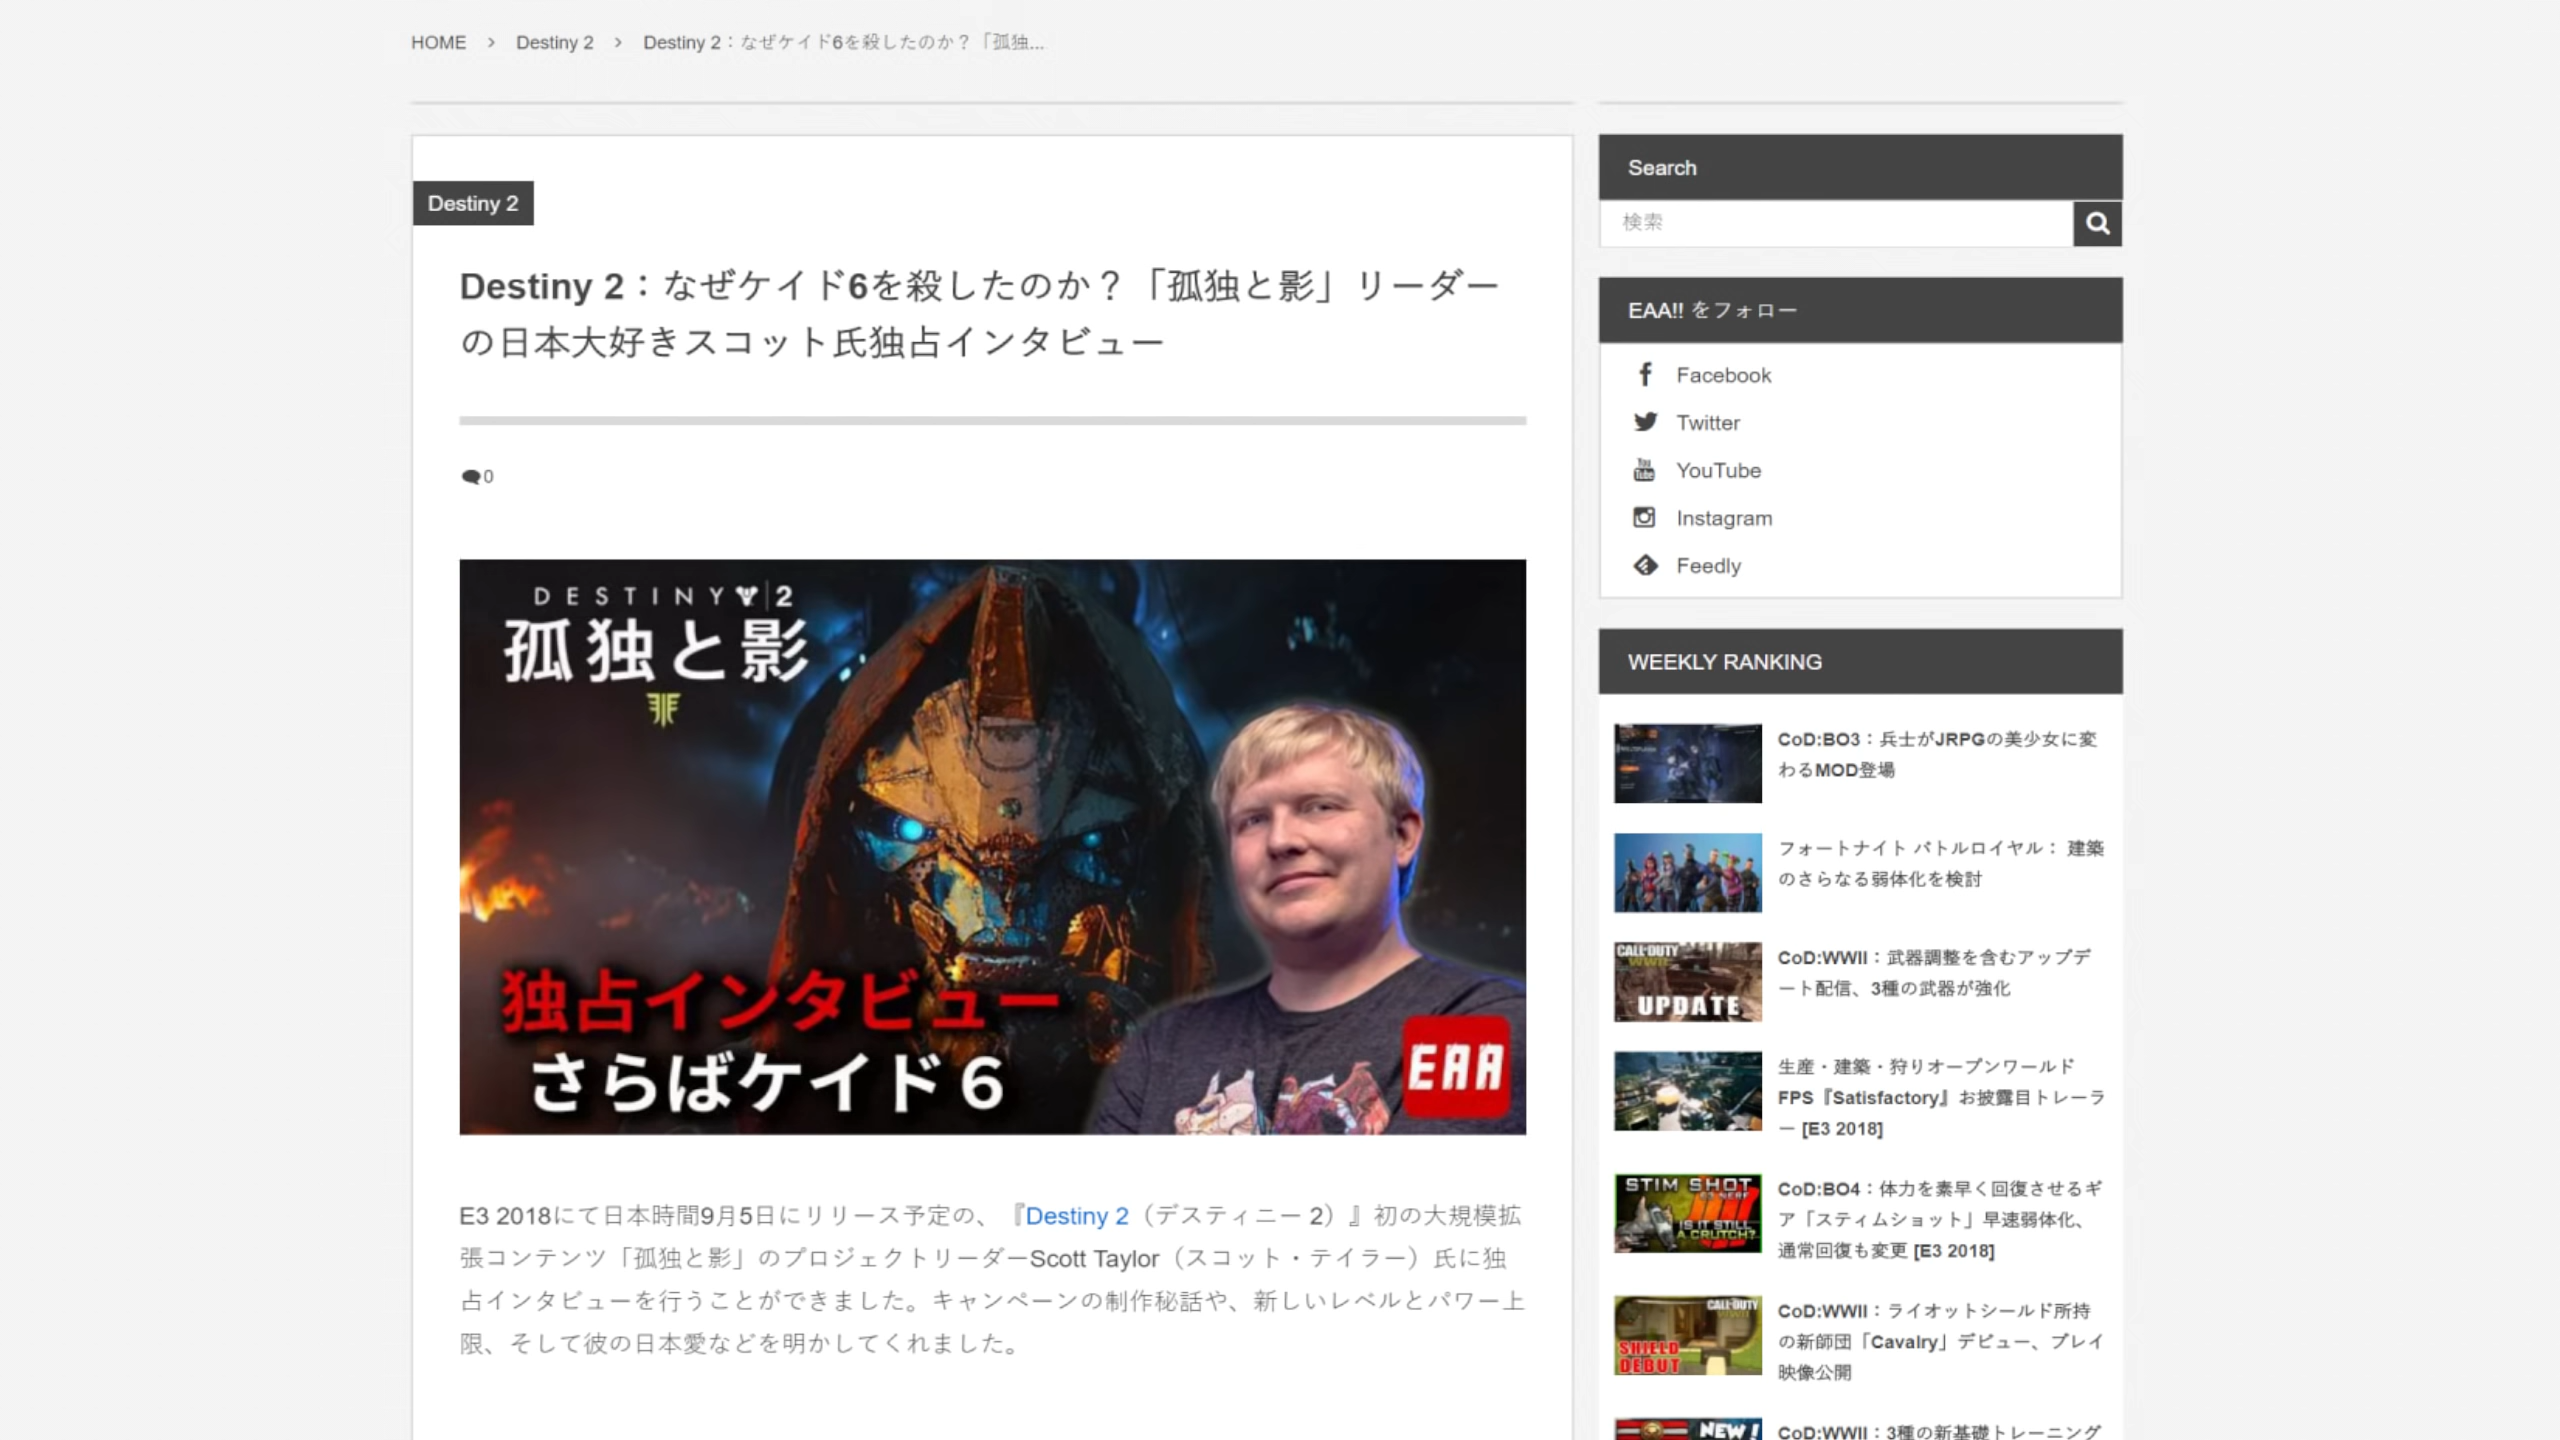 HOME > Destiny 2 > Destiny 2：なぜケイド6を殺したのか？「孤独...
Destiny 2
Destiny 2：なぜケイド6を殺したのか？「孤独と影」リーダー
の日本大好きスコット氏独占インタビュー
0
DESTINY 2
孤独と影
独占インタビュー
さらばケイド６
EAA
E3 2018にて日本時間9月5日にリリース予定の、『Destiny 2（デスティニー 2）』初の大規模拡
張コンテンツ「孤独と影」のプロジェクトリーダーScott Taylor（スコット・テイラー）氏に独
占インタビューを行うことができました。キャンペーンの制作秘話や、新しいレベルとパワー上
限、そして彼の日本愛などを明かしてくれました。
Search
検索
EAA!! をフォロー
Facebook
Twitter
YouTube
Instagram
Feedly
WEEKLY RANKING
CoD:BO3：兵士がJRPGの美少女に変
わるMOD登場
フォートナイト バトルロイヤル： 建築
のさらなる弱体化を検討
CALL·DUTY
WWII
UPDATE
CoD:WWII：武器調整を含むアップデ
ート配信、3種の武器が強化
生産・建築・狩りオープンワールド
FPS『Satisfactory』お披露目トレーラ
ー [E3 2018]
STIM SHOT
IS IT STILL
A CRUTCH?
CoD:BO4：体力を素早く回復させるギ
ア「スティムショット」早速弱体化、
通常回復も変更 [E3 2018]
CALL·DUTY
SHIELD
DEBUT
CoD:WWII：ライオットシールド所持
の新師団「Cavalry」デビュー、プレイ
映像公開
NEW!
CoD:WWII：3種の新基礎トレーニング